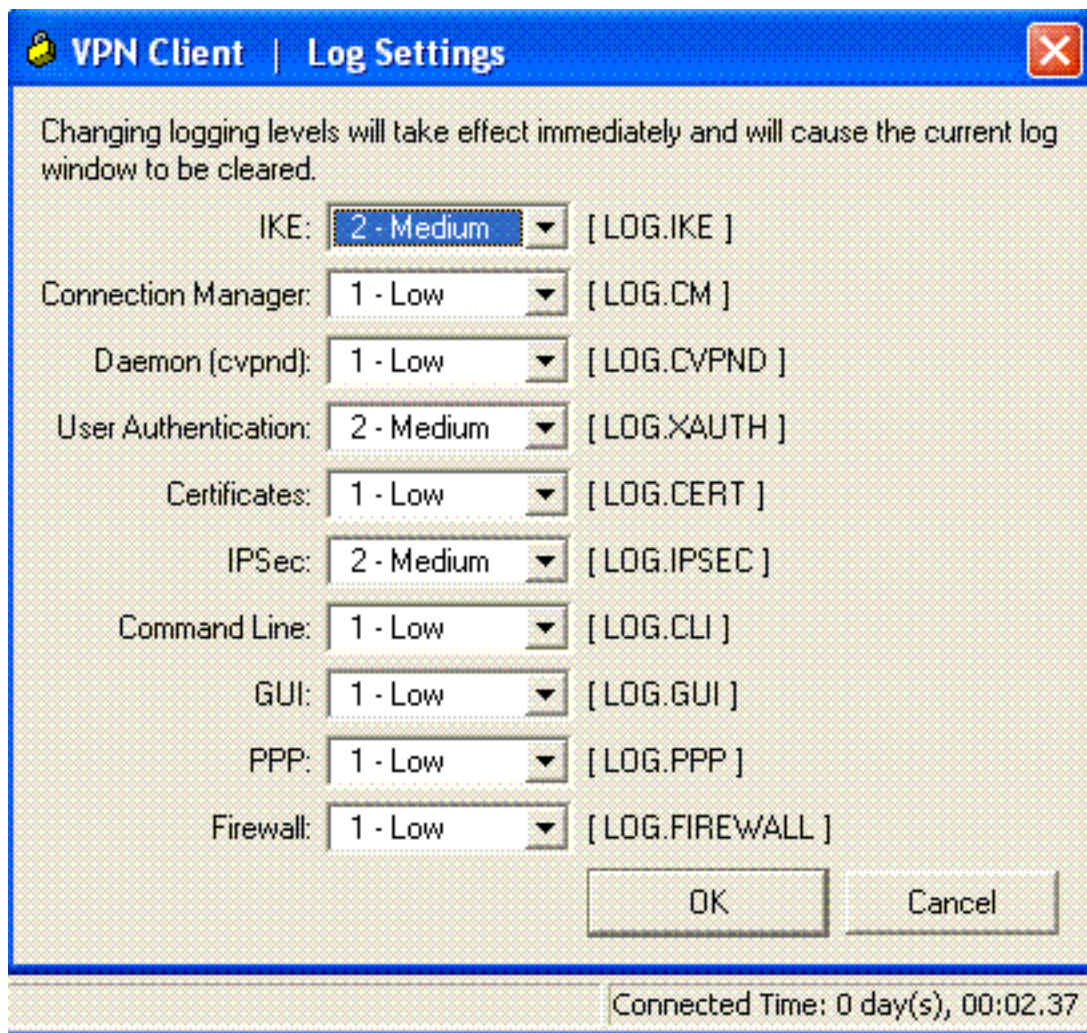 VPN Client | Log Settings
Changing logging levels will take effect immediately and will cause the current log
window to be cleared.
IKE: 2 - Medium [ LOG.IKE ]
Connection Manager: 1 - Low [ LOG.CM ]
Daemon (cvpnd): 1 - Low [ LOG.CVPND ]
User Authentication: 2 - Medium [ LOG.XAUTH ]
Certificates: 1 - Low [ LOG.CERT ]
IPSec: 2 - Medium [ LOG.IPSEC ]
Command Line: 1 - Low [ LOG.CLI ]
GUI: 1 - Low [ LOG.GUI ]
PPP: 1 - Low [ LOG.PPP ]
Firewall: 1 - Low [ LOG.FIREWALL ]
OK Cancel
Connected Time: 0 day(s), 00:02.37